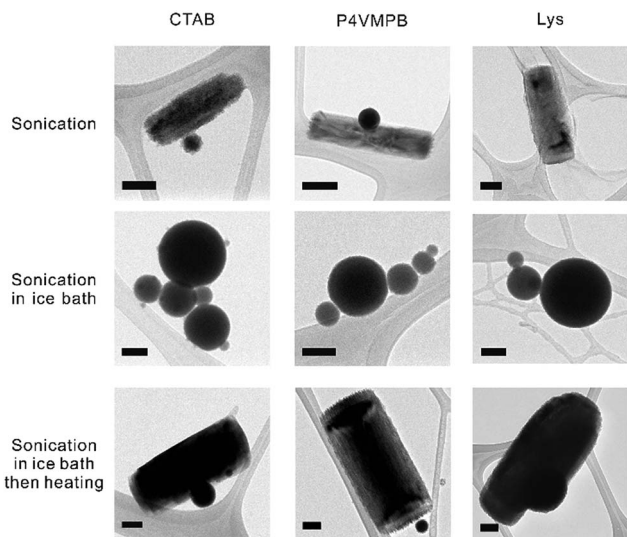 CTAB P4VMPB Lys
Sonication
Sonication
in ice bath
Sonication
in ice bath
then heating